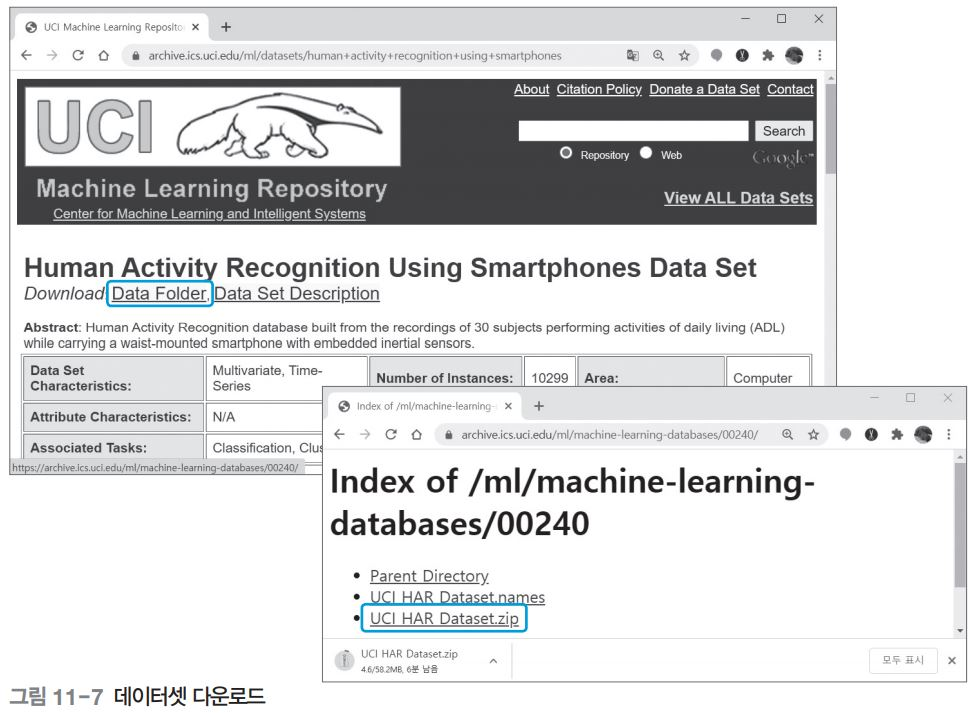 UCI Machine Learning Reposito
archive.ics.uci.edu/ml/datasets/human+activity+recognition+using+smartphones
About Citation Policy Donate a Data Set Contact
UCI
Search
Repository Web
Google
Machine Learning Repository
Center for Machine Learning and Intelligent Systems
View ALL Data Sets
Human Activity Recognition Using Smartphones Data Set
Download: Data Folder, Data Set Description
Abstract: Human Activity Recognition database built from the recordings of 30 subjects performing activities of daily living (ADL)
while carrying a waist-mounted smartphone with embedded inertial sensors.
Data Set Characteristics: Multivariate, Time-Series Number of Instances: 10299 Area: Computer
Attribute Characteristics: N/A
Associated Tasks: Classification, Clus
https://archive.ics.uci.edu/ml/machine-learning-databases/00240/
Index of /ml/machine-learning-
archive.ics.uci.edu/ml/machine-learning-databases/00240/
Index of /ml/machine-learning-
databases/00240
Parent Directory
UCI HAR Dataset.names
UCI HAR Dataset.zip
UCI HAR Dataset.zip
4.6/58.2MB, 6분 남음
모두 표시
그림 11-7 데이터셋 다운로드